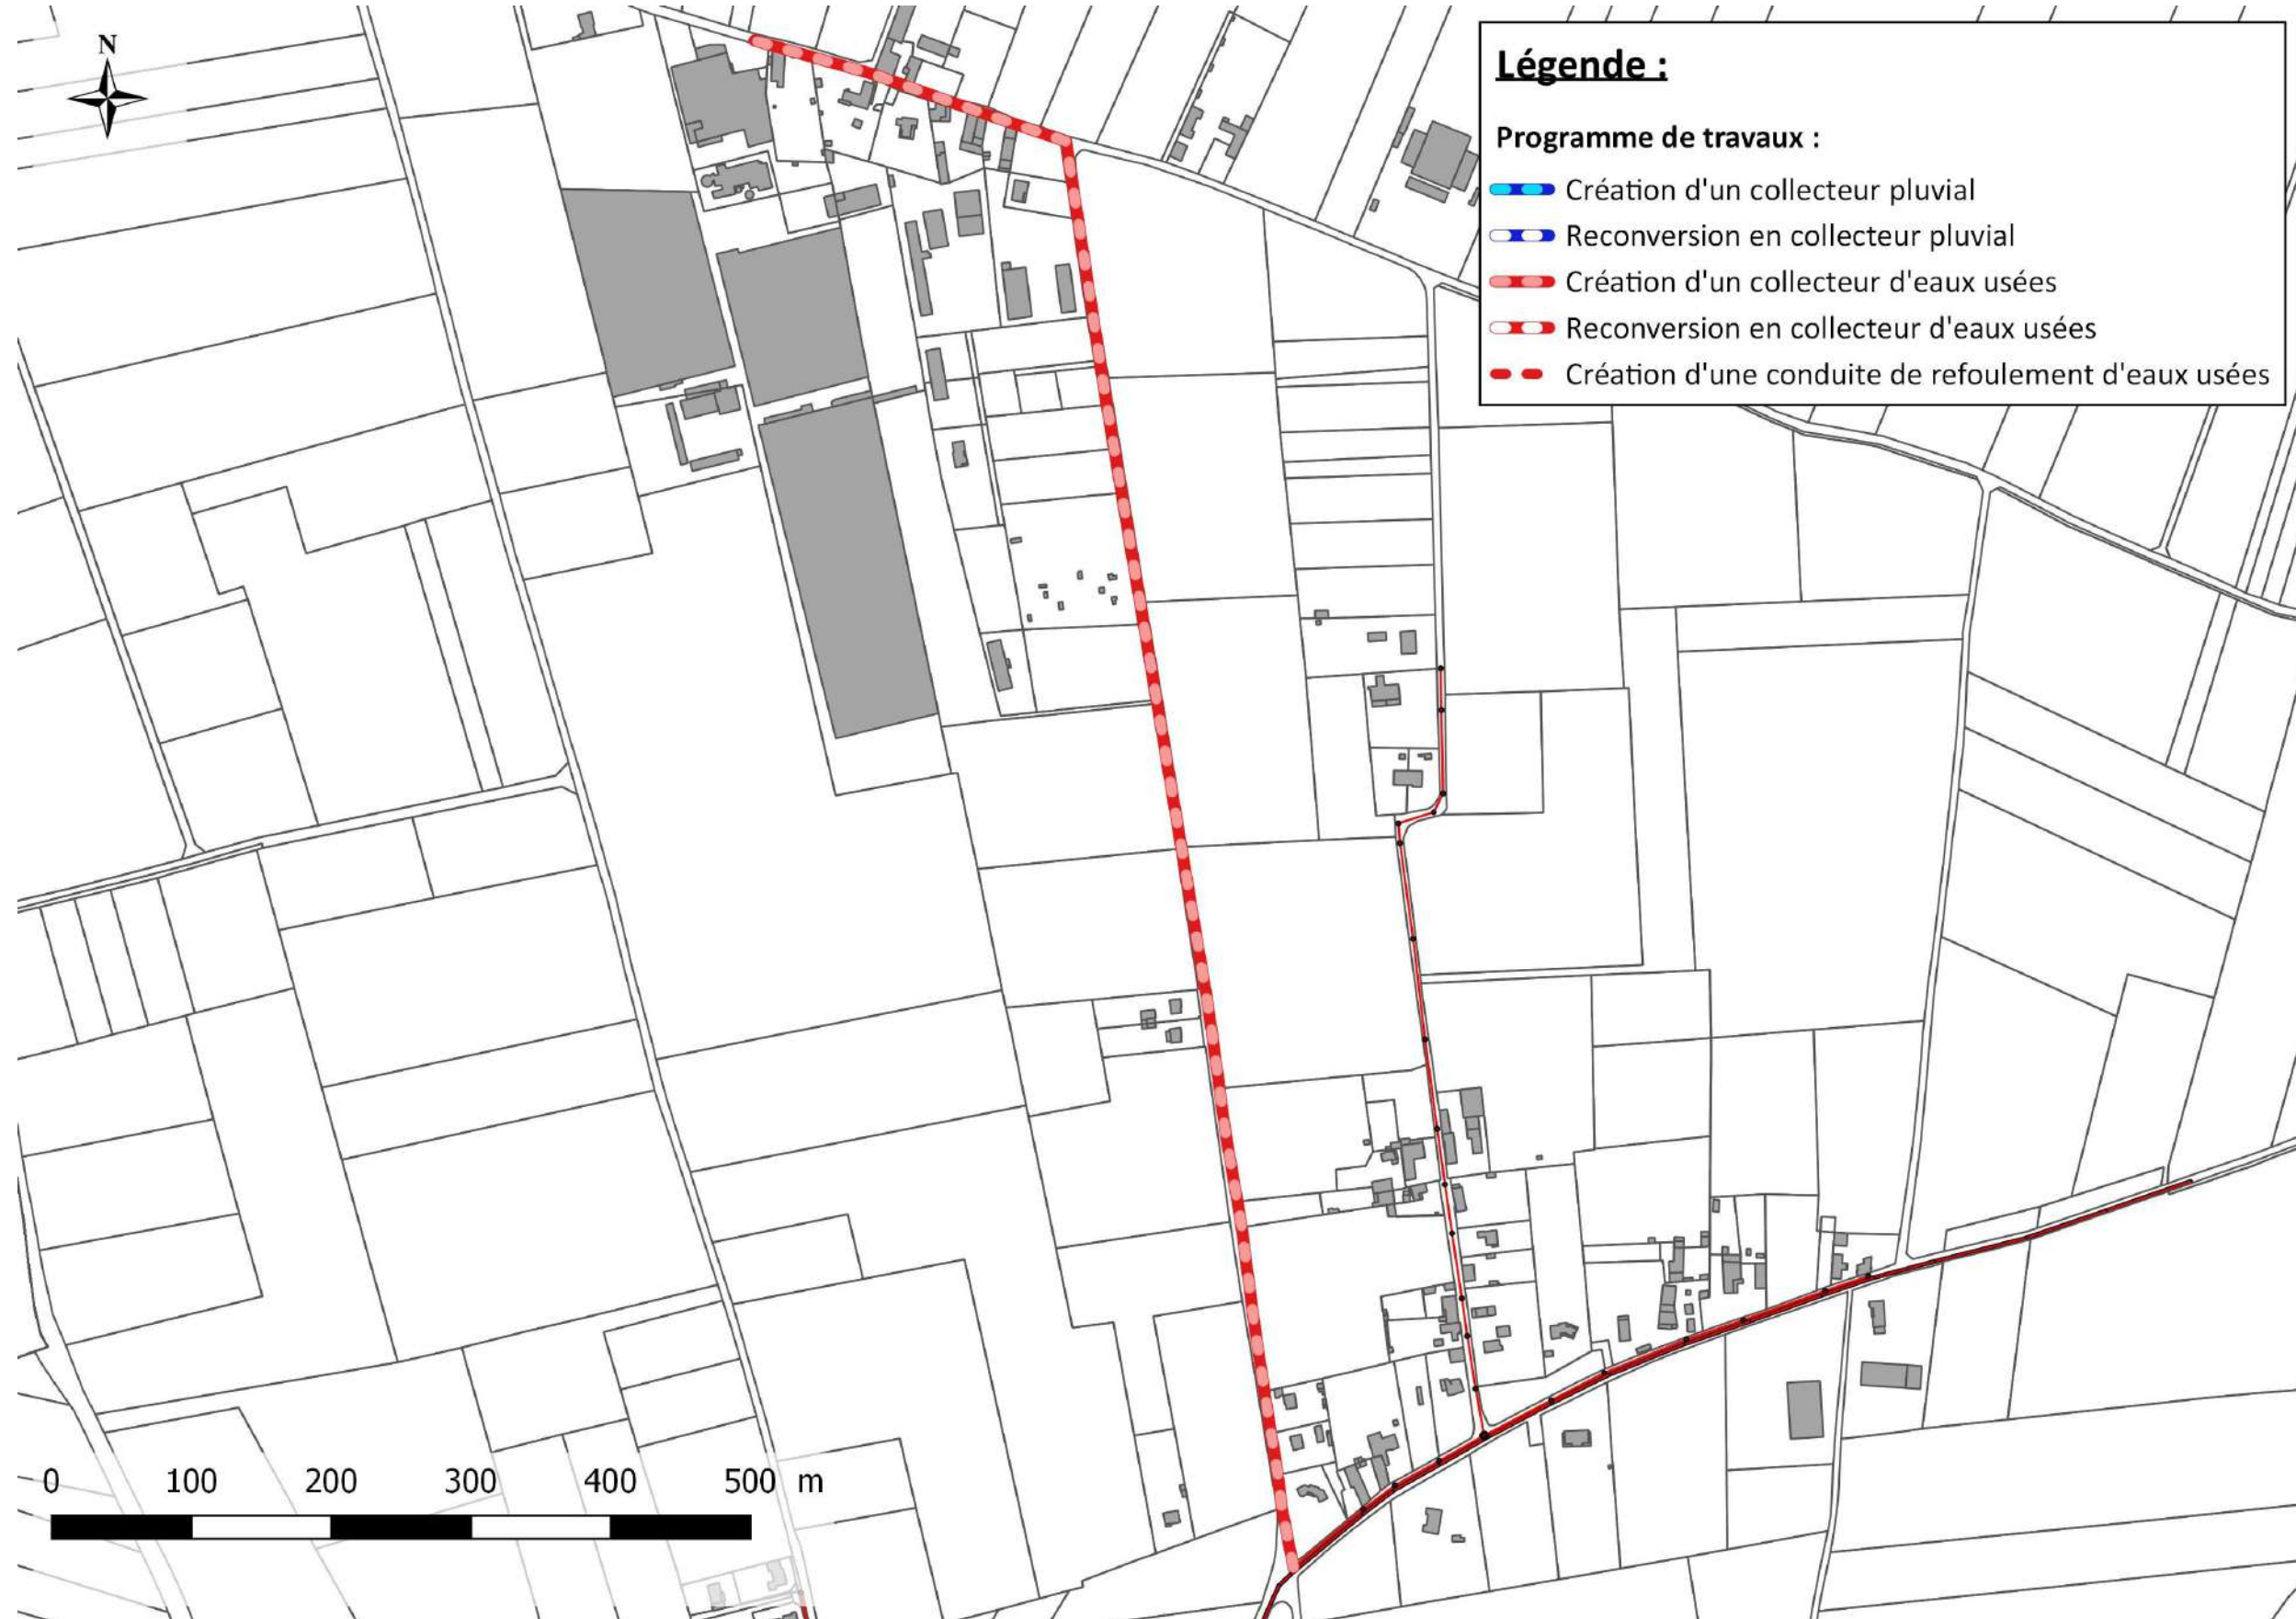 N
Légende :
Programme de travaux :
Création d'un collecteur pluvial
Reconversion en collecteur pluvial
Création d'un collecteur d'eaux usées
Reconversion en collecteur d'eaux usées
Création d'une conduite de refoulement d'eaux usées
0 100 200 300 400 500 m